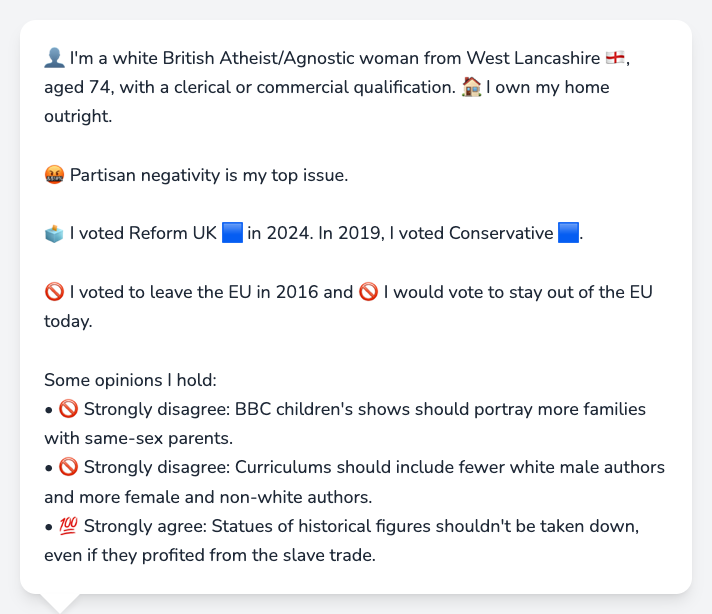 👤 I'm a white British Atheist/Agnostic woman from West Lancashire 🏴󠁧󠁢󠁥󠁮󠁧󠁿,
aged 74, with a clerical or commercial qualification. 🏠 I own my home
outright.
🤬 Partisan negativity is my top issue.
🗳️ I voted Reform UK 🟦 in 2024. In 2019, I voted Conservative 🟦.
🚫 I voted to leave the EU in 2016 and 🚫 I would vote to stay out of the EU
today.
Some opinions I hold:
• 🚫 Strongly disagree: BBC children's shows should portray more families
with same-sex parents.
• 🚫 Strongly disagree: Curriculums should include fewer white male authors
and more female and non-white authors.
• 💯 Strongly agree: Statues of historical figures shouldn't be taken down,
even if they profited from the slave trade.